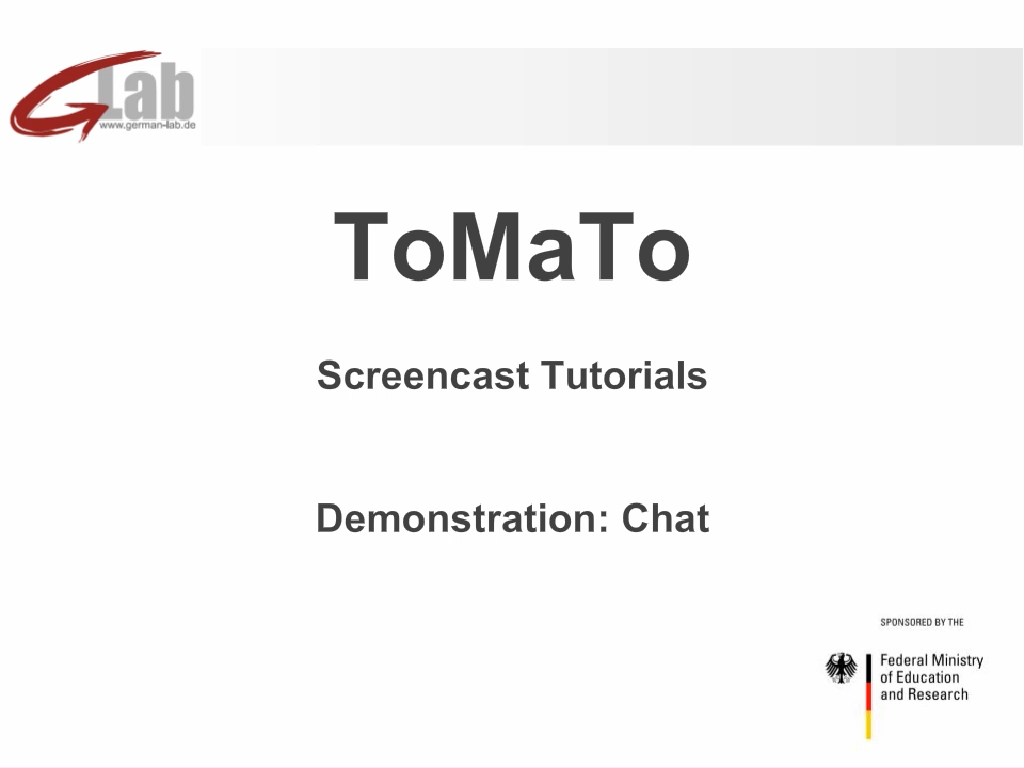 GLab
www.german-lab.de
ToMaTo
Screencast Tutorials
Demonstration: Chat
SPONSORED BY THE
Federal Ministry
of Education
and Research